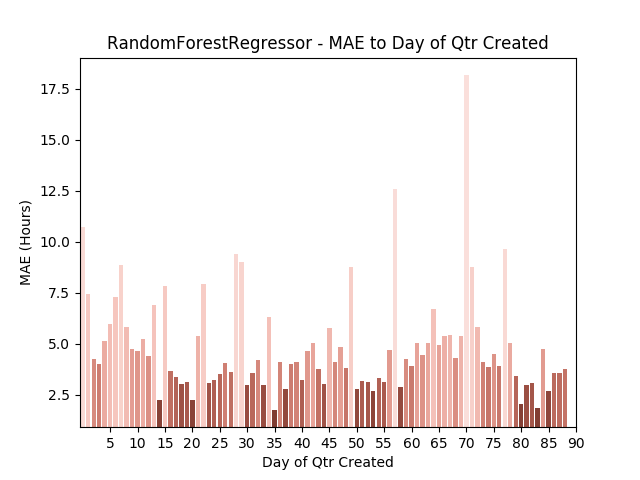 RandomForestRegressor - MAE to Day of Qtr Created
17.5
15.0
12.5
10.0
7.5
5.0
2.5
MAE (Hours)
5 10 15 20 25 30 35 40 45 50 55 60 65 70 75 80 85 90
Day of Qtr Created